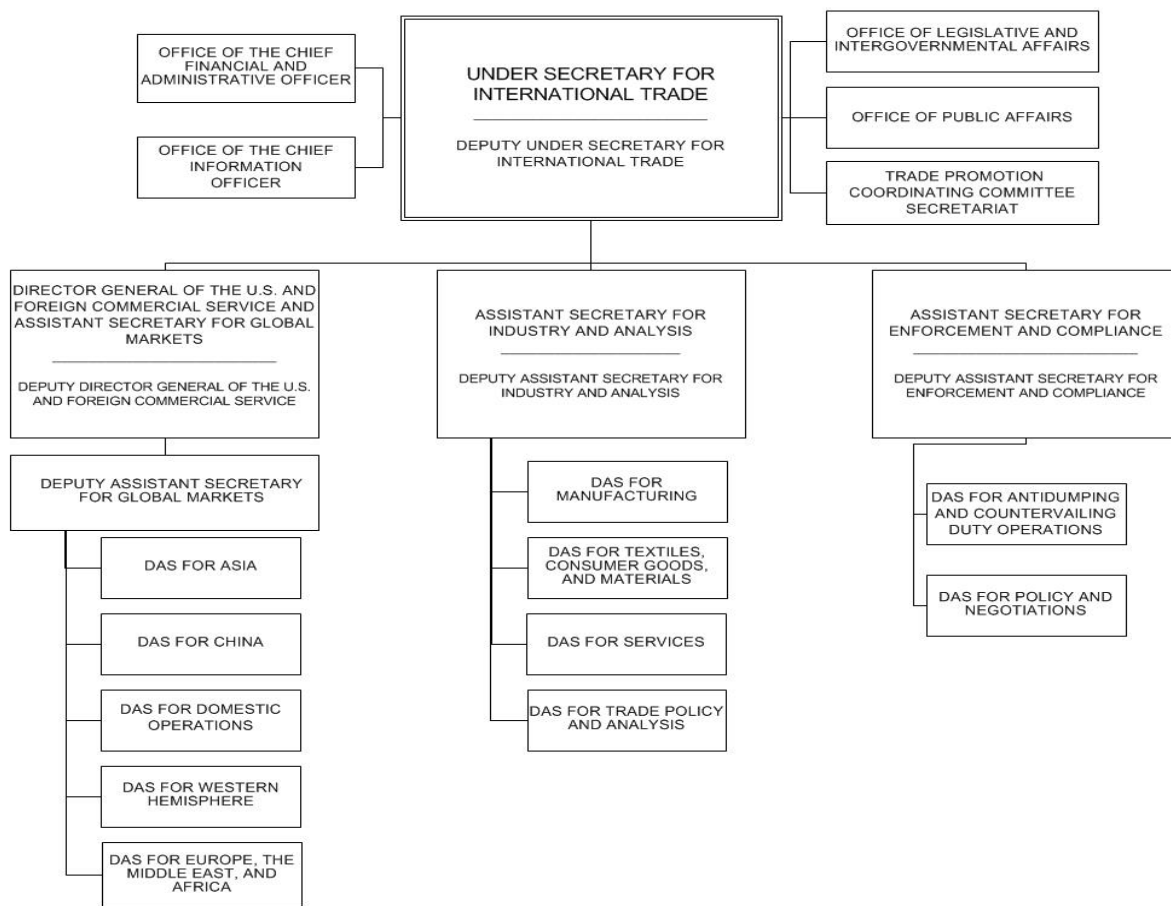 OFFICE OF THE CHIEF
FINANCIAL AND
ADMINISTRATIVE OFFICER
OFFICE OF THE CHIEF
INFORMATION
OFFICER
UNDER SECRETARY FOR
INTERNATIONAL TRADE
DEPUTY UNDER SECRETARY FOR
INTERNATIONAL TRADE
OFFICE OF LEGISLATIVE AND
INTERGOVERNMENTAL AFFAIRS
OFFICE OF PUBLIC AFFAIRS
TRADE PROMOTION
COORDINATING COMMITTEE
SECRETARIAT
DIRECTOR GENERAL OF THE U.S. AND
FOREIGN COMMERCIAL SERVICE AND
ASSISTANT SECRETARY FOR GLOBAL
MARKETS
DEPUTY DIRECTOR GENERAL OF THE U.S.
AND FOREIGN COMMERCIAL SERVICE
DEPUTY ASSISTANT SECRETARY
FOR GLOBAL MARKETS
DAS FOR ASIA
DAS FOR CHINA
DAS FOR DOMESTIC
OPERATIONS
DAS FOR WESTERN
HEMISPHERE
DAS FOR EUROPE, THE
MIDDLE EAST, AND
AFRICA
ASSISTANT SECRETARY FOR
INDUSTRY AND ANALYSIS
DEPUTY ASSISTANT SECRETARY FOR
INDUSTRY AND ANALYSIS
DAS FOR
MANUFACTURING
DAS FOR TEXTILES,
CONSUMER GOODS,
AND MATERIALS
DAS FOR SERVICES
DAS FOR TRADE POLICY
AND ANALYSIS
ASSISTANT SECRETARY FOR
ENFORCEMENT AND COMPLIANCE
DEPUTY ASSISTANT SECRETARY FOR
ENFORCEMENT AND COMPLIANCE
DAS FOR ANTIDUMPING
AND COUNTERVAILING
DUTY OPERATIONS
DAS FOR POLICY AND
NEGOTIATIONS